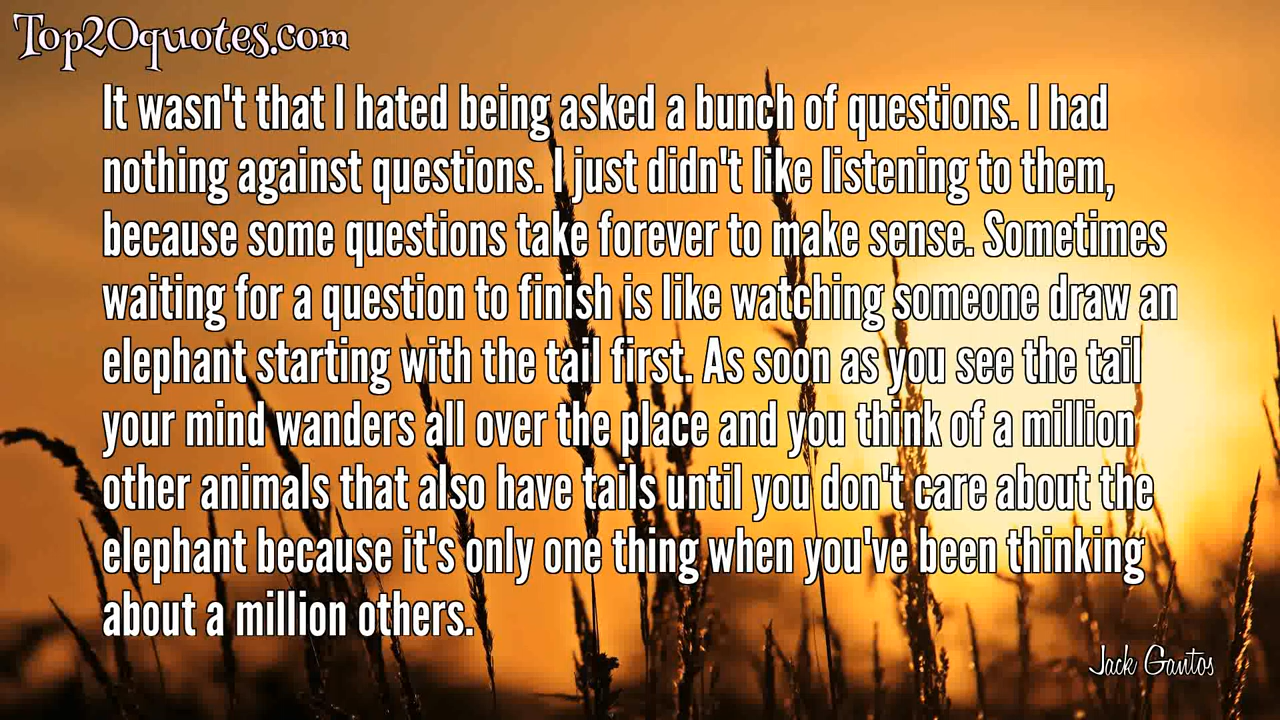 Top20quotes.com
It wasn't that I hated being asked a bunch of questions. I had
nothing against questions. I just didn't like listening to them,
because some questions take forever to make sense. Sometimes
waiting for a question to finish is like watching someone draw an
elephant starting with the tail first. As soon as you see the tail
your mind wanders all over the place and you think of a million
other animals that also have tails until you don't care about the
elephant because it's only one thing when you've been thinking
about a million others.
Jack Gantos